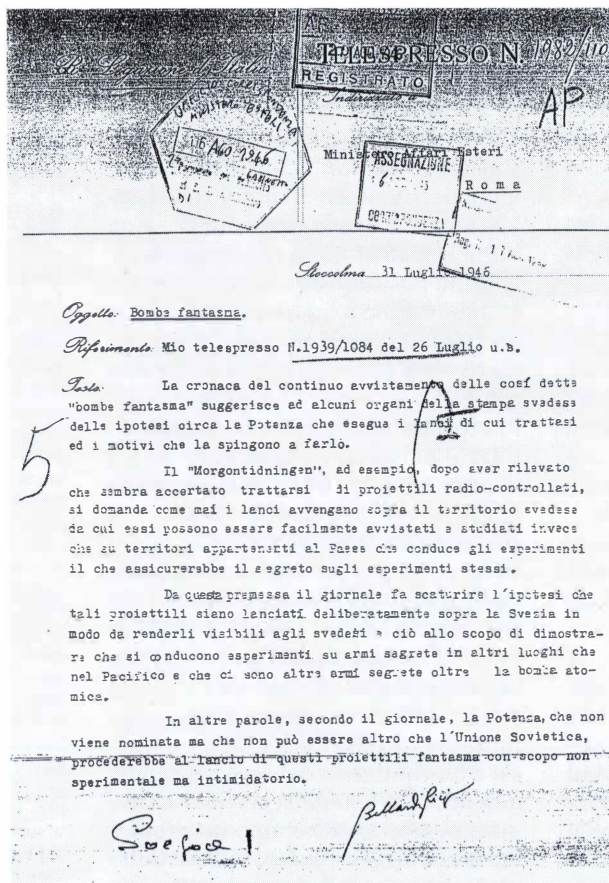 TELESPRESSO N. 1982/110
REGISTRATO
Indirizzato a
AP
16 AGO 1946
Ministero Affari Esteri
ASSEGNAZIONE
Roma
CORRISPONDENZA
Stoccolma 31 Luglio 1946
Oggetto: Bombe fantasma.
Riferimento: Mio telespresso N.1939/1084 del 26 Luglio u.s.
Testo: La cronaca del continuo avvistamento delle cosí dette
"bombe fantasma" suggerisce ad alcuni organi della stampa svedese
delle ipotesi circa la Potenza che esegue i lanci di cui trattasi
ed i motivi che la spingono a farlò.
Il "Morgontidningen", ad esempio, dopo aver rilevato
che sembra accertato trattarsi di proiettili radio-controllati,
si domanda come mai i lanci avvengano sopra il territorio svedese
da cui essi possono essere facilmente avvistati e studiati invece
che su territori appartenenti al Paese che conduce gli esperimenti
il che assicurerebbe il segreto sugli esperimenti stessi.
Da questa premessa il giornale fa scaturire l'ipotesi che
tali proiettili siano lanciati deliberatamente sopra la Svezia in
modo da renderli visibili agli svedesi e ciò allo scopo di dimostra-
re che si conducono esperimenti su armi segrete in altri luoghi che
nel Pacifico e che ci sono altre armi segrete oltre la bomba ato-
mica.
In altre parole, secondo il giornale, la Potenza, che non
viene nominata ma che non può essere altro che l'Unione Sovietica,
procederebbe al lancio di questi proiettili fantasma con scopo non
sperimentale ma intimidatorio.
5